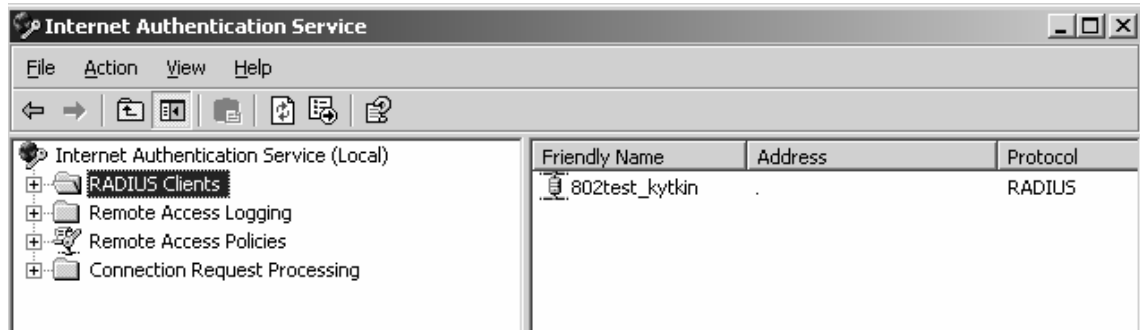 Internet Authentication Service
File Action View Help
Internet Authentication Service (Local)
RADIUS Clients
Remote Access Logging
Remote Access Policies
Connection Request Processing
Friendly Name Address Protocol
802test_kytkin . RADIUS